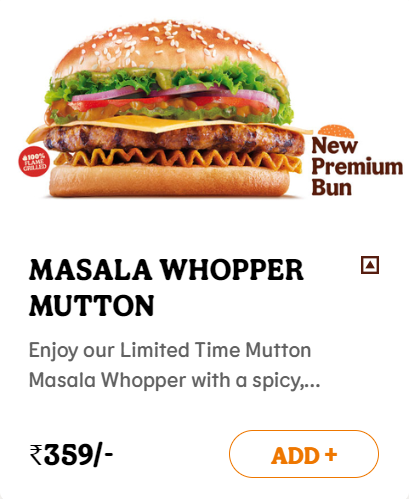 100%
FLAME
GRILLED
New
Premium
Bun
MASALA WHOPPER
MUTTON
Enjoy our Limited Time Mutton
Masala Whopper with a spicy,...
₹359/-
ADD +